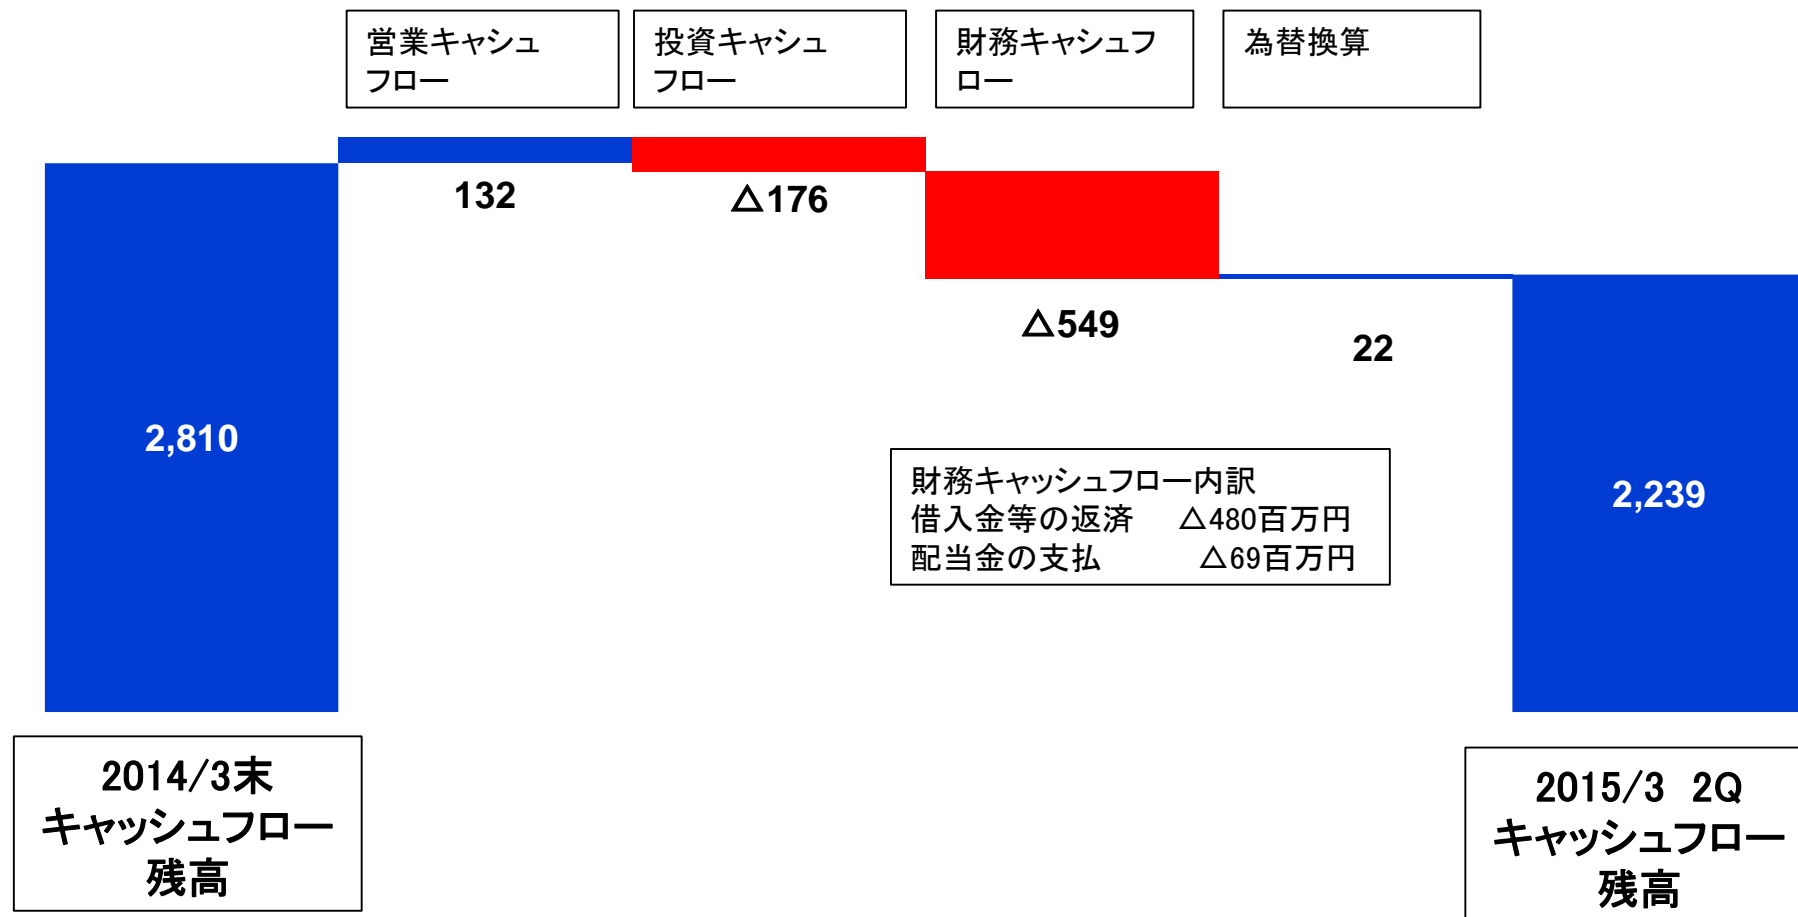 営業キャシュ
フロー
投資キャシュ
フロー
財務キャシュフ
ロー
為替換算
132
△176
△549
22
2,810
2,239
財務キャッシュフロー内訳
借入金等の返済　△480百万円
配当金の支払　　△69百万円
2014/3末
キャッシュフロー
残高
2015/3　2Q
キャッシュフロー
残高